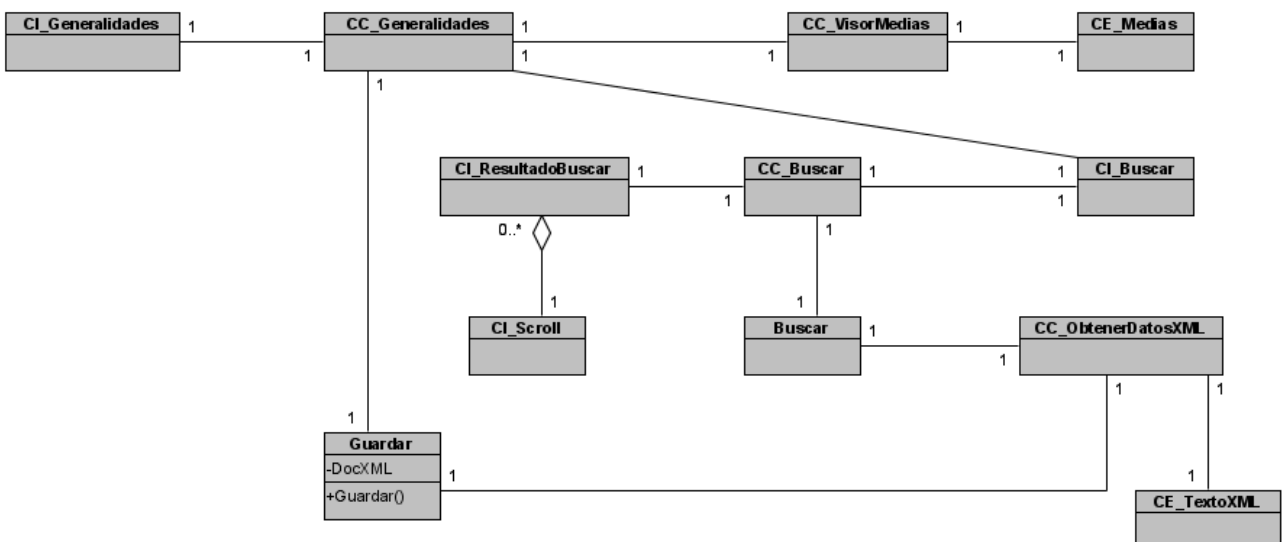 CI_Generalidades
1
1
CC_Generalidades
1
1
1
1
CC_VisorMedias
1
1
CE_Medias
CI_ResultadoBuscar
1
1
CC_Buscar
1
1
1
1
CI_Buscar
0..*
1
CI_Scroll
1
Buscar
1
1
CC_ObtenerDatosXML
1
1
1
Guardar
-DocXML
+Guardar()
1
1
CE_TextoXML